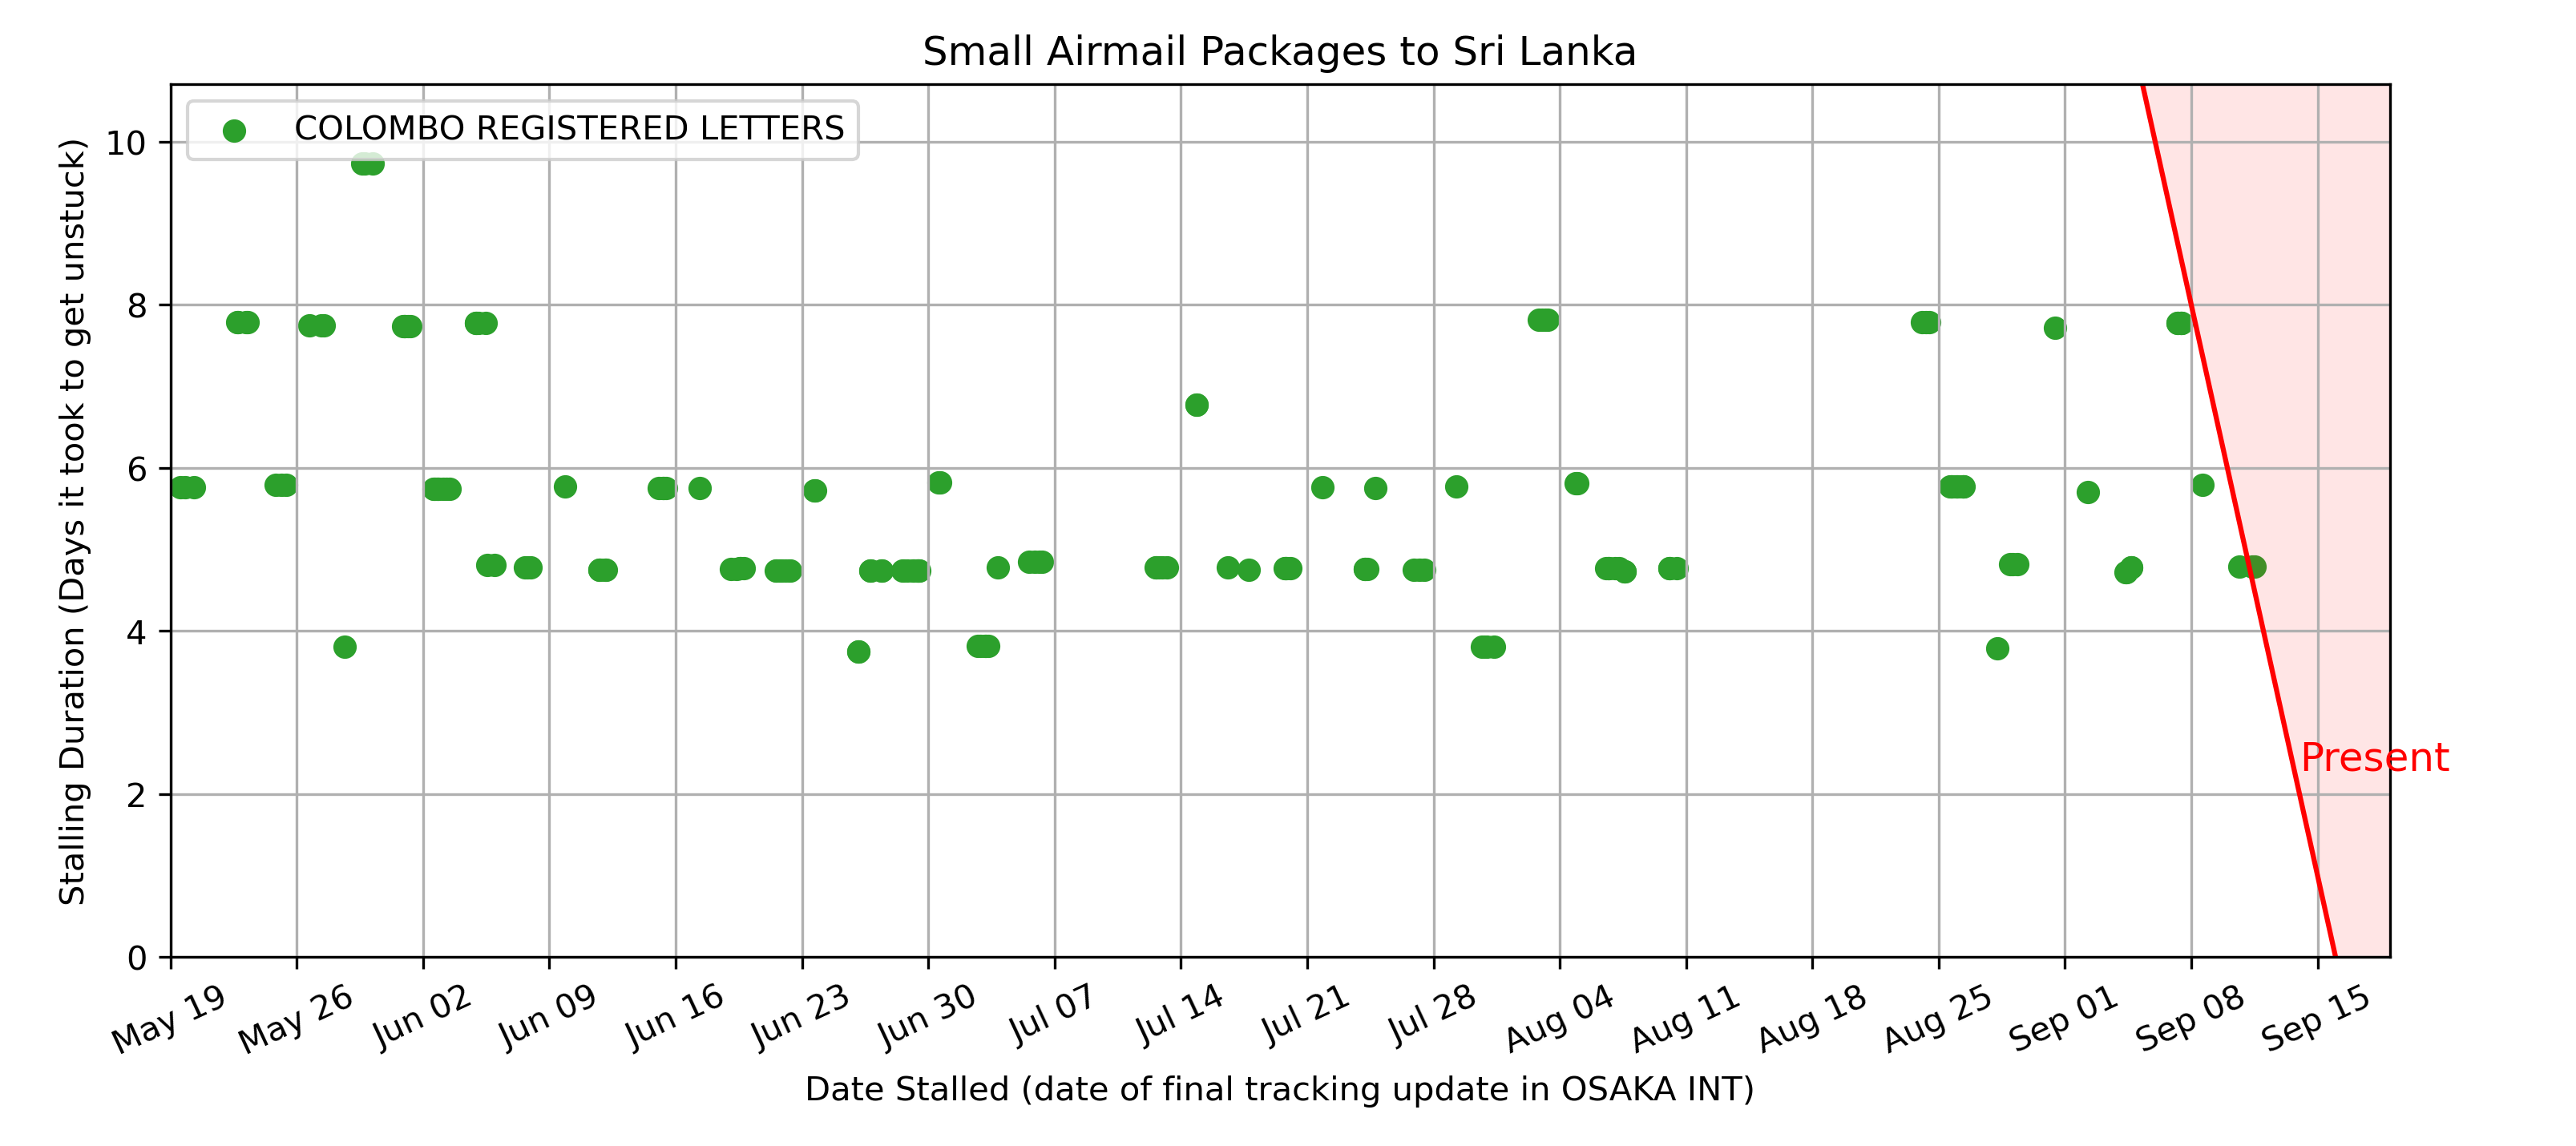 Small Airmail Packages to Sri Lanka
COLOMBO REGISTERED LETTERS
Stalling Duration (Days it took to get unstuck)
10
8
6
4
2
0
Present
May 19 May 26 Jun 02 Jun 09 Jun 16 Jun 23 Jun 30 Jul 07 Jul 14 Jul 21 Jul 28 Aug 04 Aug 11 Aug 18 Aug 25 Sep 01 Sep 08 Sep 15
Date Stalled (date of final tracking update in OSAKA INT)